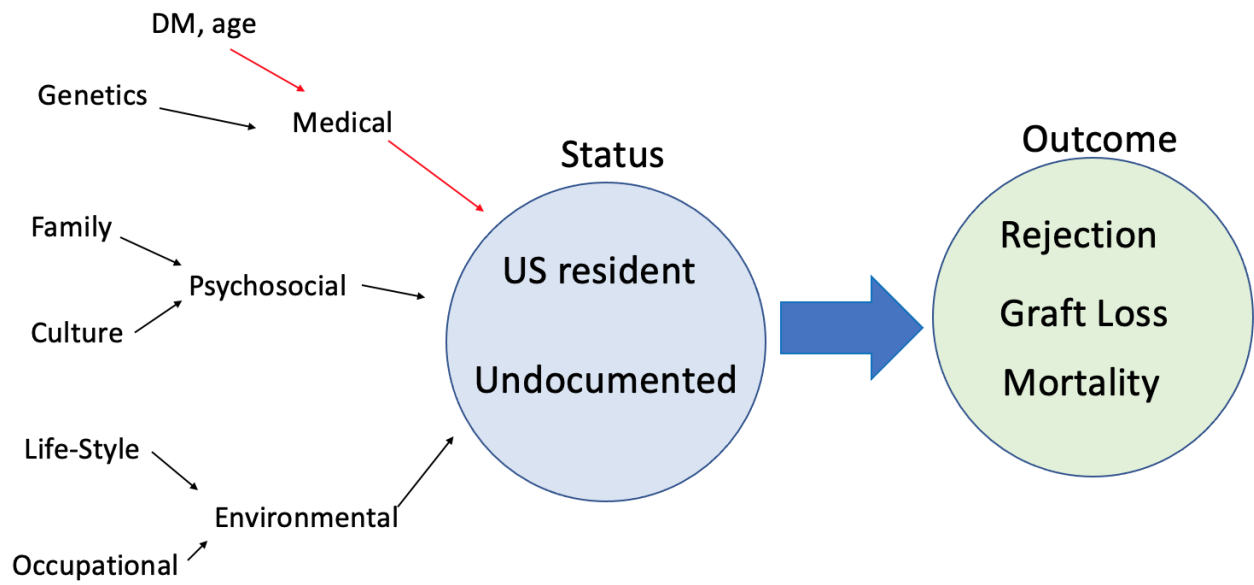 DM, age
Genetics
Medical
Family
Psychosocial
Culture
Life-Style
Environmental
Occupational
Status
US resident
Undocumented
Outcome
Rejection
Graft Loss
Mortality